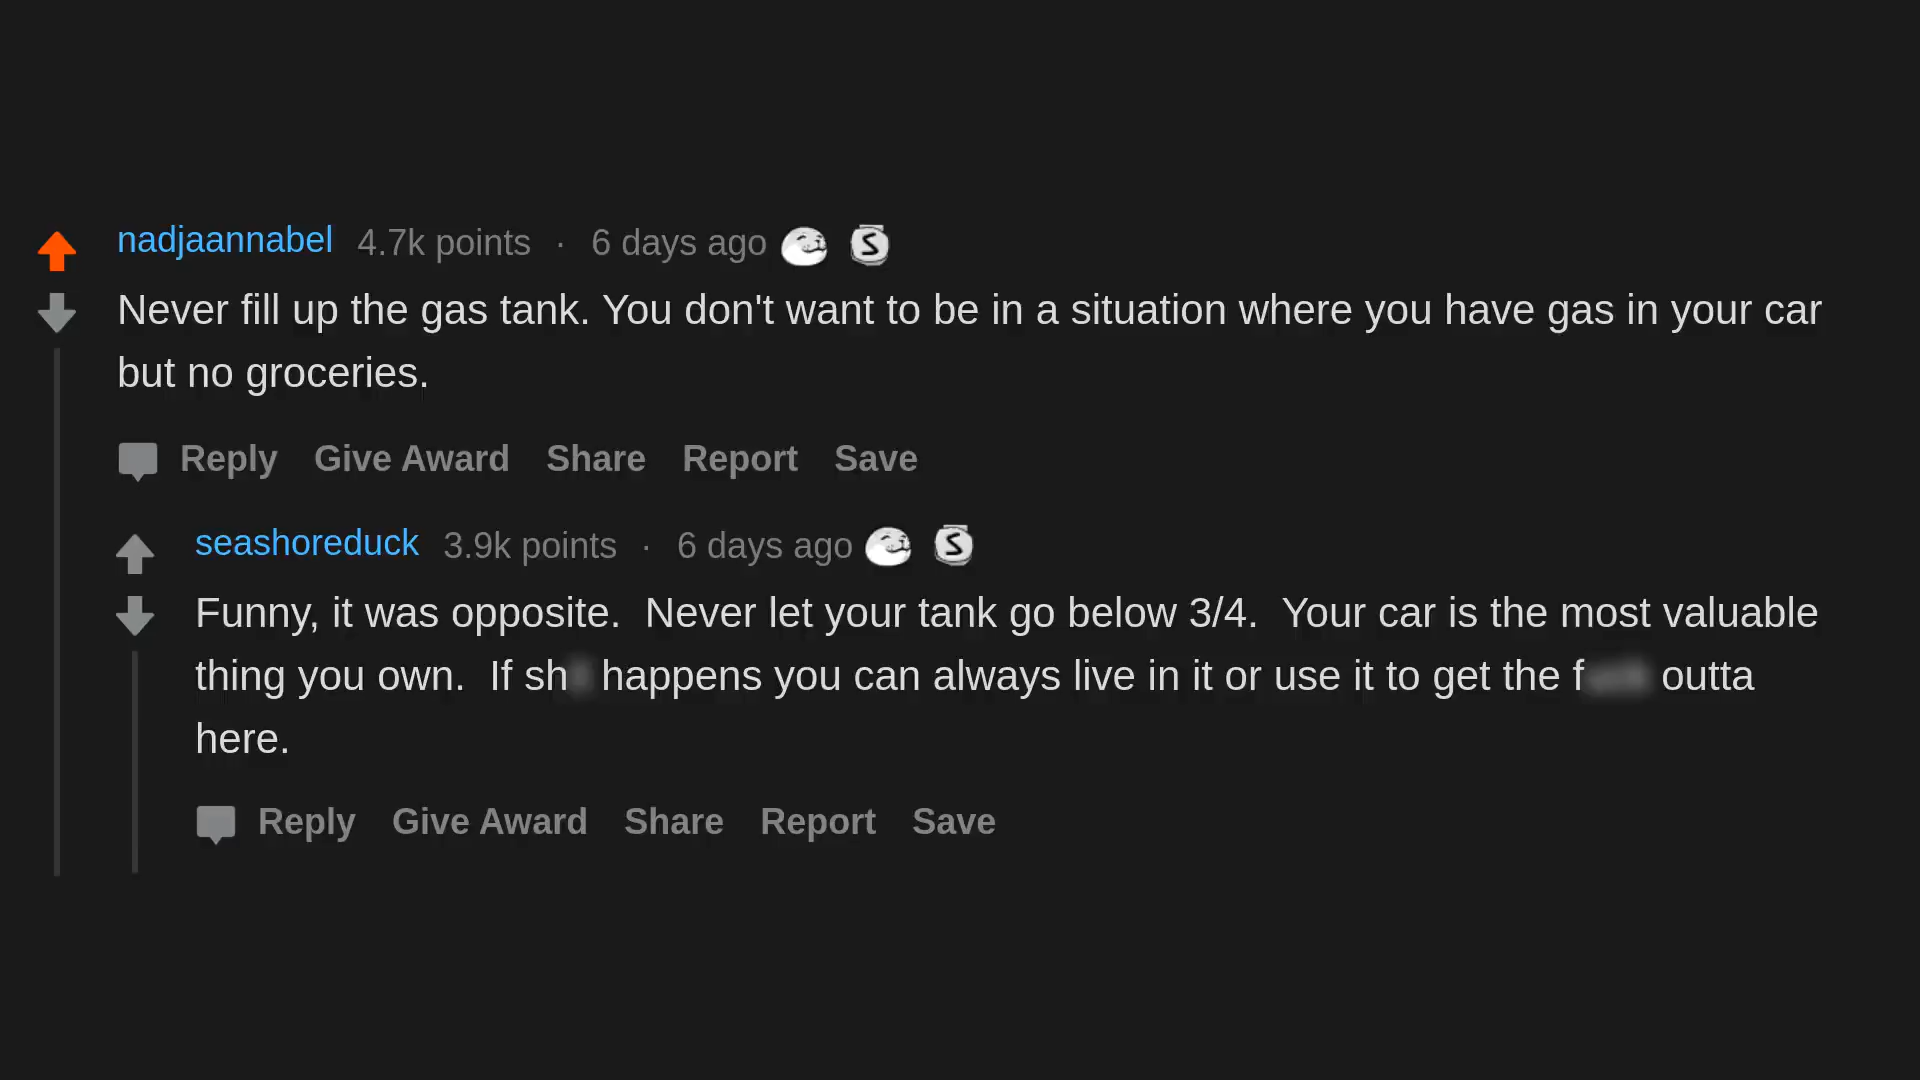 nadjaannabel 4.7k points · 6 days ago S
Never fill up the gas tank. You don't want to be in a situation where you have gas in your car
but no groceries.
Reply Give Award Share Report Save
seashoreduck 3.9k points · 6 days ago S
Funny, it was opposite. Never let your tank go below 3/4. Your car is the most valuable
thing you own. If sh happens you can always live in it or use it to get the f outta
here.
Reply Give Award Share Report Save